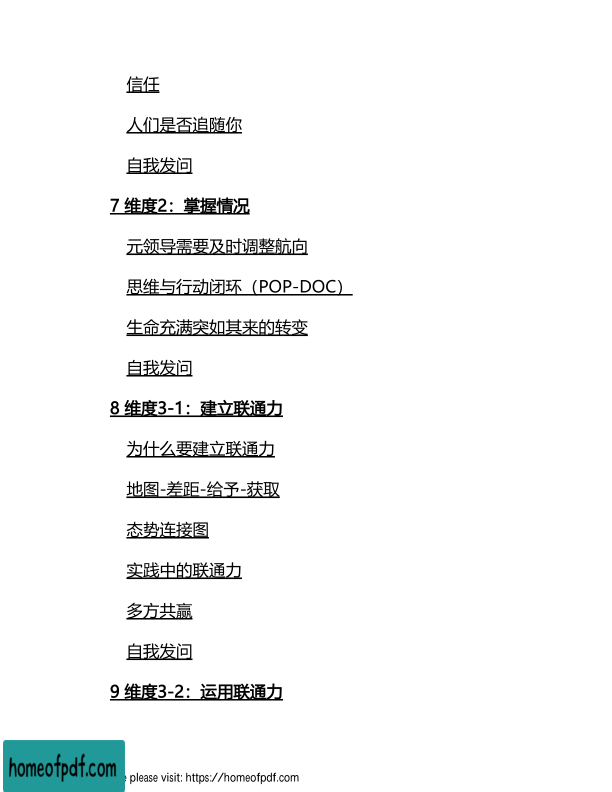 信任
人们是否追随你
自我发问
7 维度2：掌握情况
元领导需要及时调整航向
思维与行动闭环（POP-DOC）
生命充满突如其来的转变
自我发问
8 维度3-1：建立联通力
为什么要建立联通力
地图-差距-给予-获取
态势连接图
实践中的联通力
多方共赢
自我发问
9 维度3-2：运用联通力
homeofpdf.com
please visit: https://homeofpdf.com